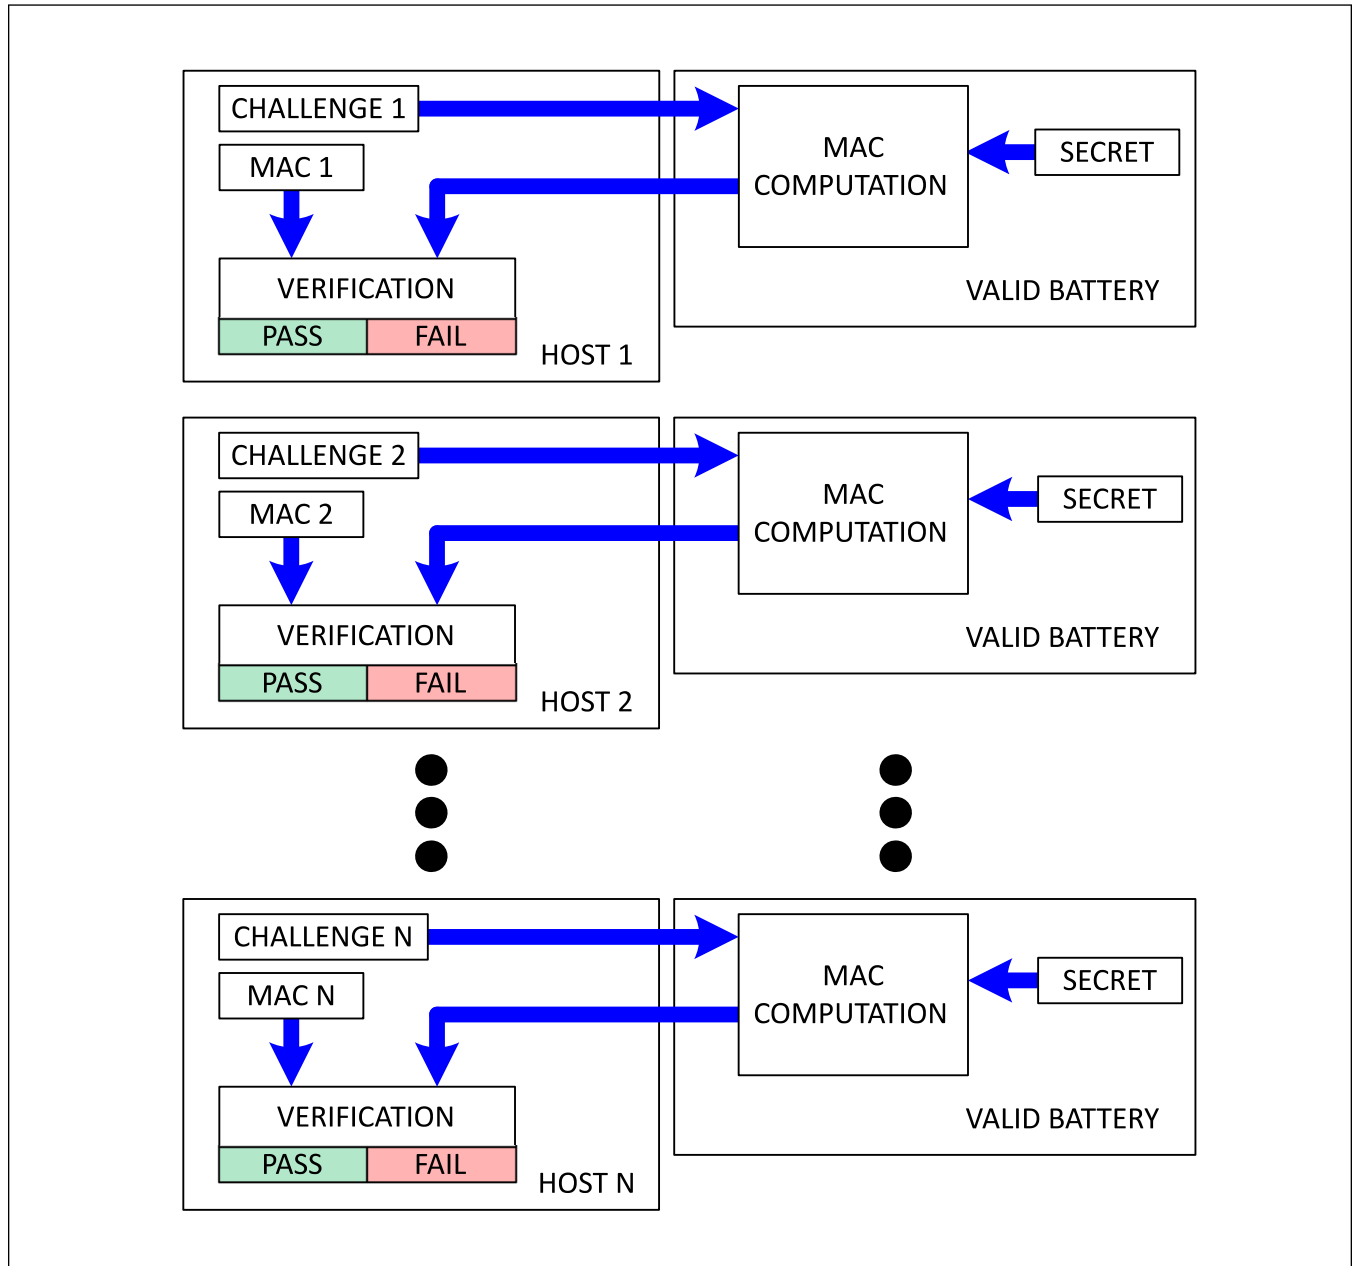 CHALLENGE 1
MAC 1
VERIFICATION
PASS FAIL
HOST 1
MAC
COMPUTATION
SECRET
VALID BATTERY
CHALLENGE 2
MAC 2
VERIFICATION
PASS FAIL
HOST 2
MAC
COMPUTATION
SECRET
VALID BATTERY
CHALLENGE N
MAC N
VERIFICATION
PASS FAIL
HOST N
MAC
COMPUTATION
SECRET
VALID BATTERY